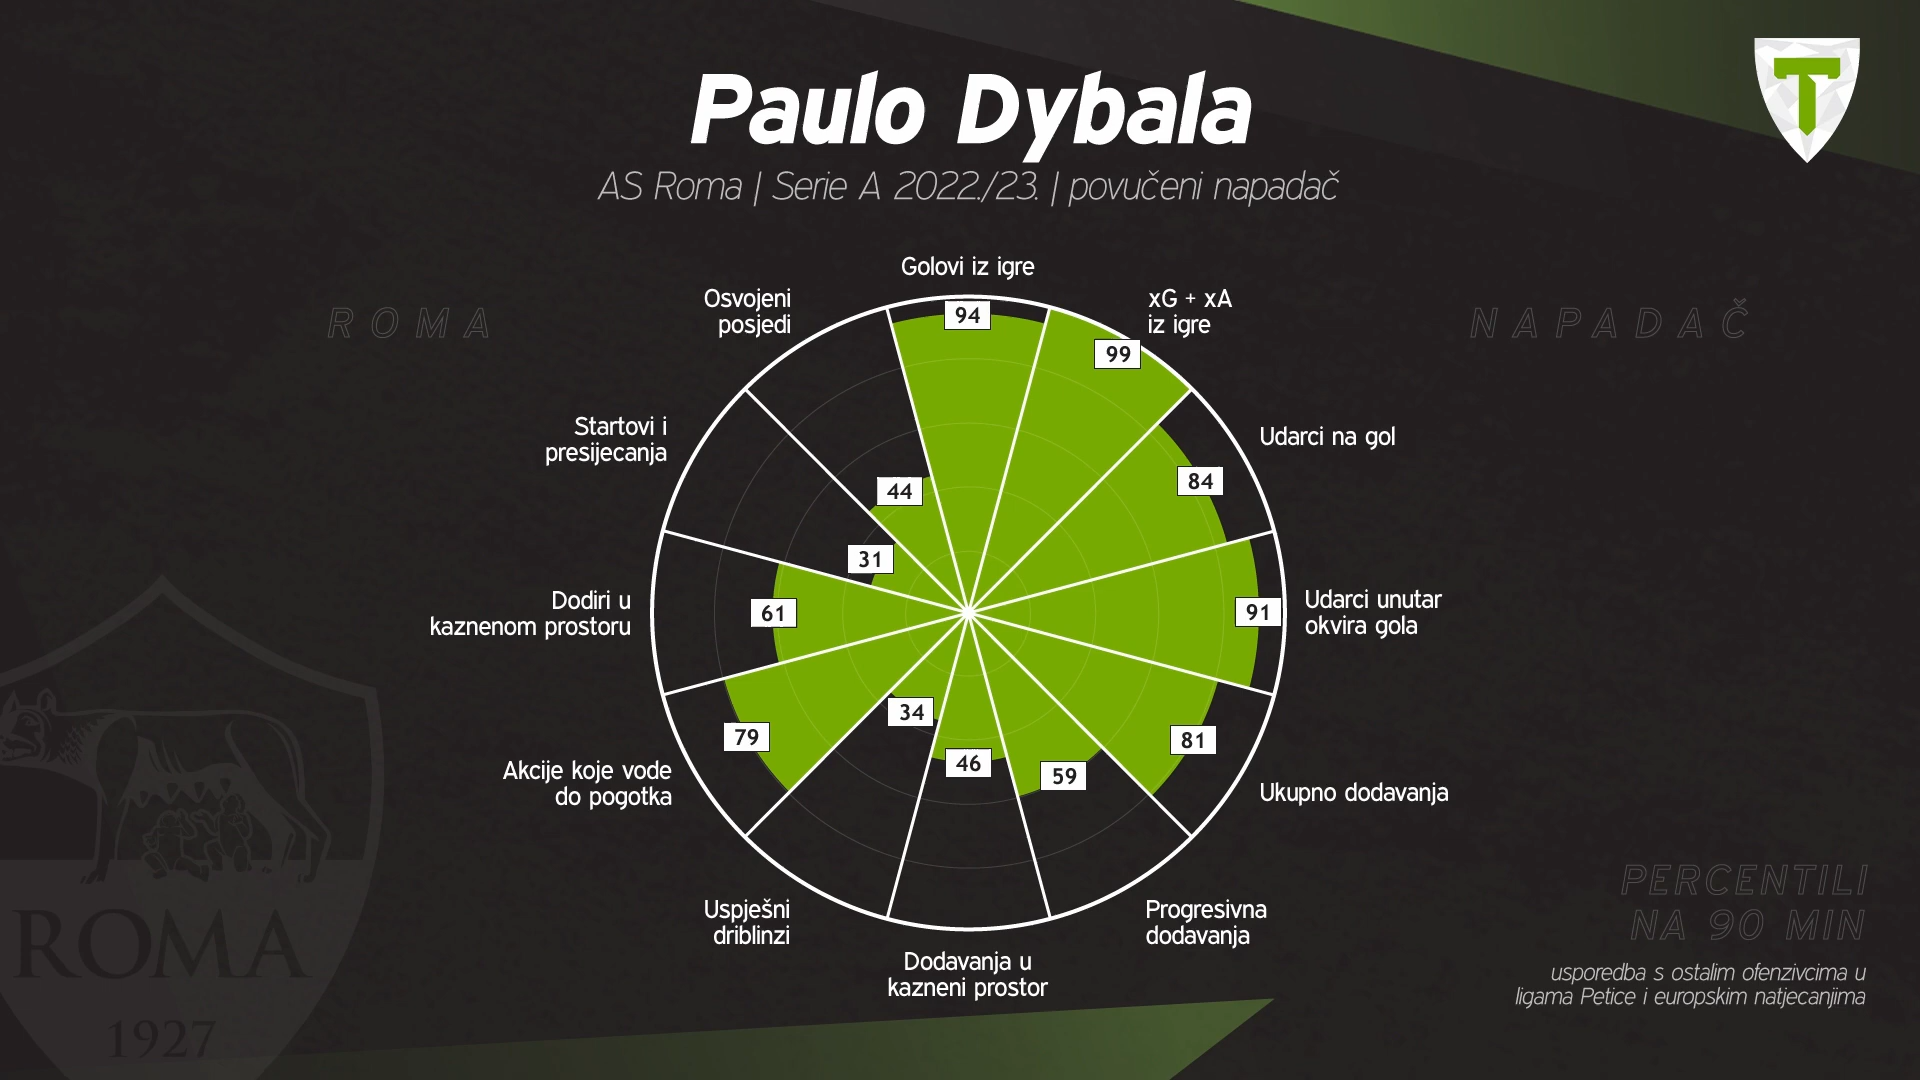 Paulo Dybala
AS Roma | Serie A 2022./23. | povučeni napadač
ROMA
NAPADAČ
Golovi iz igre
94
xG + xA
iz igre
99
Udarci na gol
84
Udarci unutar
okvira gola
91
Ukupno dodavanja
81
Progresivna
dodavanja
59
Dodavanja u
kazneni prostor
46
Uspješni
driblinzi
34
Akcije koje vode
do pogotka
79
Dodiri u
kaznenom prostoru
61
Startovi i
presijecanja
31
Osvojeni
posjedi
44
ROMA
1927
PERCENTILI
NA 90 MIN
usporedba s ostalim ofenzivcima u
ligama Petice i europskim natjecanjima
T